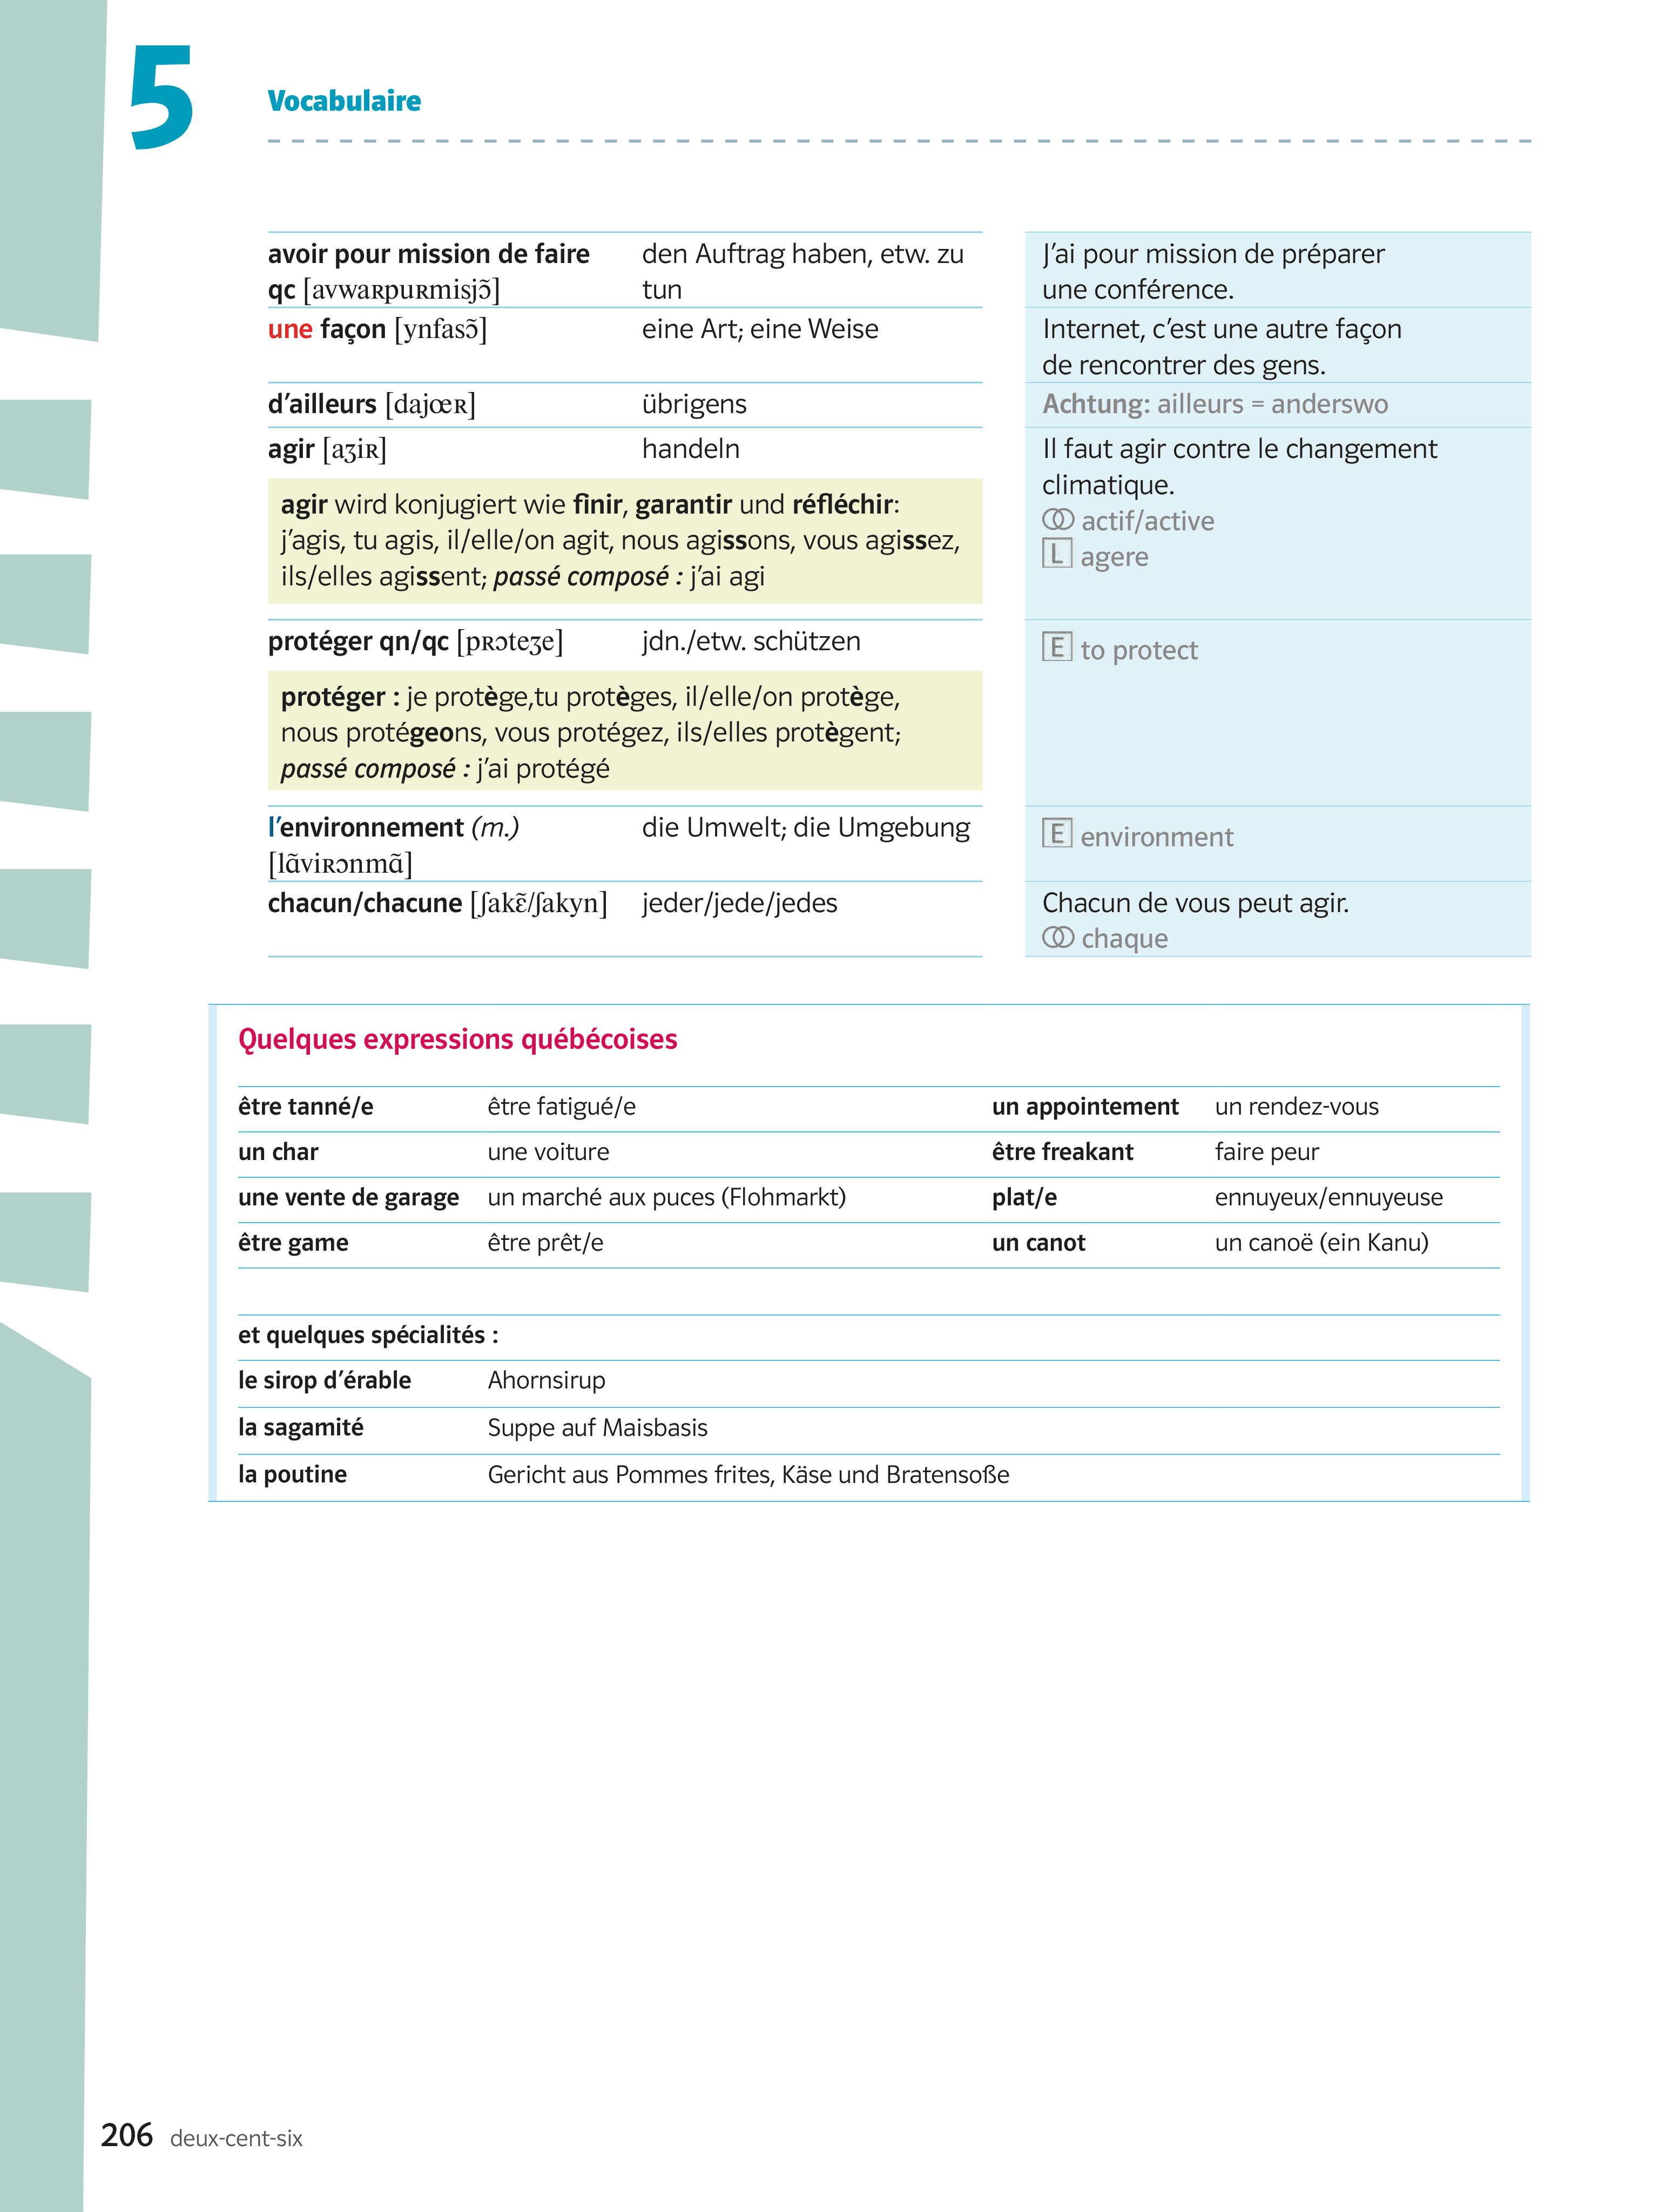 5
Vocabulaire
avoir pour mission de faire
qc [avwaʀpuʀmisjɔ̃]
den Auftrag haben, etw. zu
tun
J’ai pour mission de préparer
une conférence.
une façon [ynfasɔ̃]
eine Art; eine Weise
Internet, c’est une autre façon
de rencontrer des gens.
d’ailleurs [dajœʀ]
übrigens
Achtung: ailleurs = anderswo
agir [aʒiʀ]
handeln
Il faut agir contre le changement
climatique.
actif/active
L agere
agir wird konjugiert wie finir, garantir und réfléchir:
j’agis, tu agis, il/elle/on agit, nous agissons, vous agissez,
ils/elles agissent; passé composé : j’ai agi
protéger qn/qc [pʀɔteʒe]
jdn./etw. schützen
E to protect
protéger : je protège,tu protèges, il/elle/on protège,
nous protégeons, vous protégez, ils/elles protègent;
passé composé : j’ai protégé
l’environnement (m.)
[lɑ̃viʀɔnmɑ̃]
die Umwelt; die Umgebung
E environment
chacun/chacune [ʃakɛ̃/ʃakyn]
jeder/jede/jedes
Chacun de vous peut agir.
chaque
Quelques expressions québécoises
être tanné/e être fatigué/e un appointement un rendez-vous
un char une voiture être freakant faire peur
une vente de garage un marché aux puces (Flohmarkt) plat/e ennuyeux/ennuyeuse
être game être prêt/e un canot un canoë (ein Kanu)
et quelques spécialités :
le sirop d’érable Ahornsirup
la sagamité Suppe auf Maisbasis
la poutine Gericht aus Pommes frites, Käse und Bratensoße
206 deux-cent-six